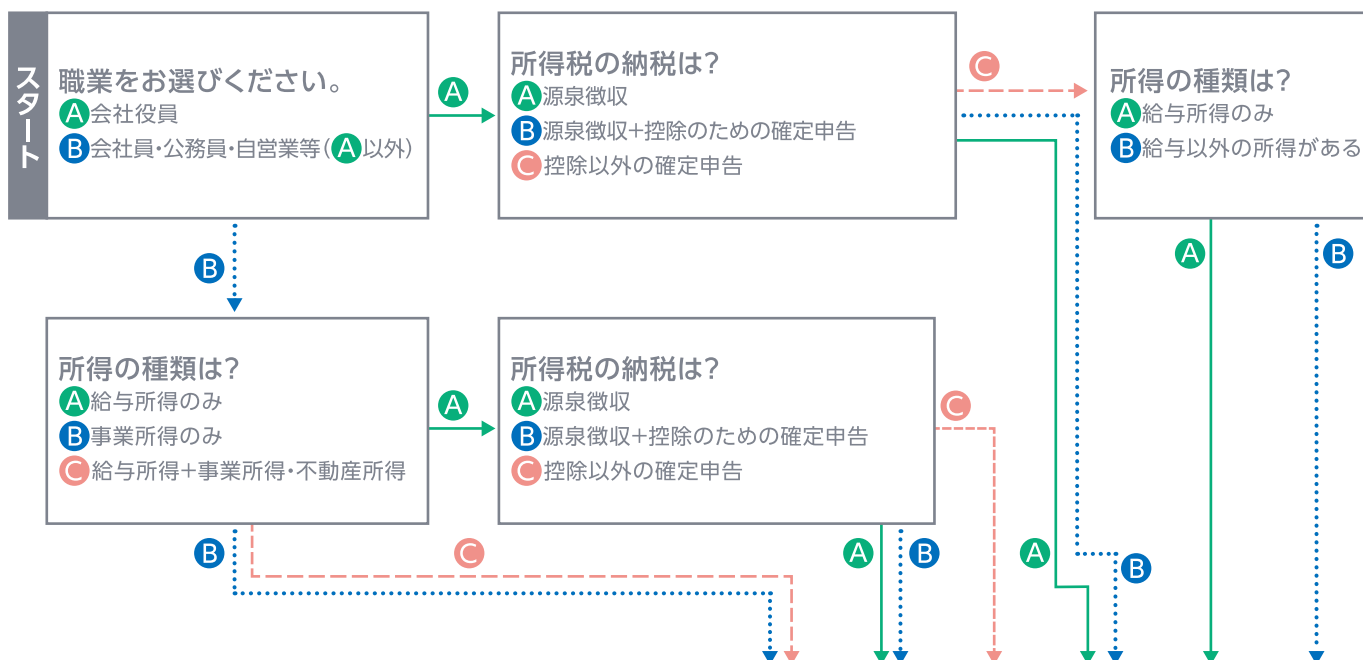 スタート
職業をお選びください。
A会社役員
B会社員・公務員・自営業等(A以外)
A
所得税の納税は?
A源泉徴収
B源泉徴収+控除のための確定申告
C控除以外の確定申告
C
所得の種類は?
A給与所得のみ
B給与以外の所得がある
B
A
B
所得の種類は?
A給与所得のみ
B事業所得のみ
C給与所得+事業所得・不動産所得
A
所得税の納税は?
A源泉徴収
B源泉徴収+控除のための確定申告
C控除以外の確定申告
C
B
C
A
B
A
B